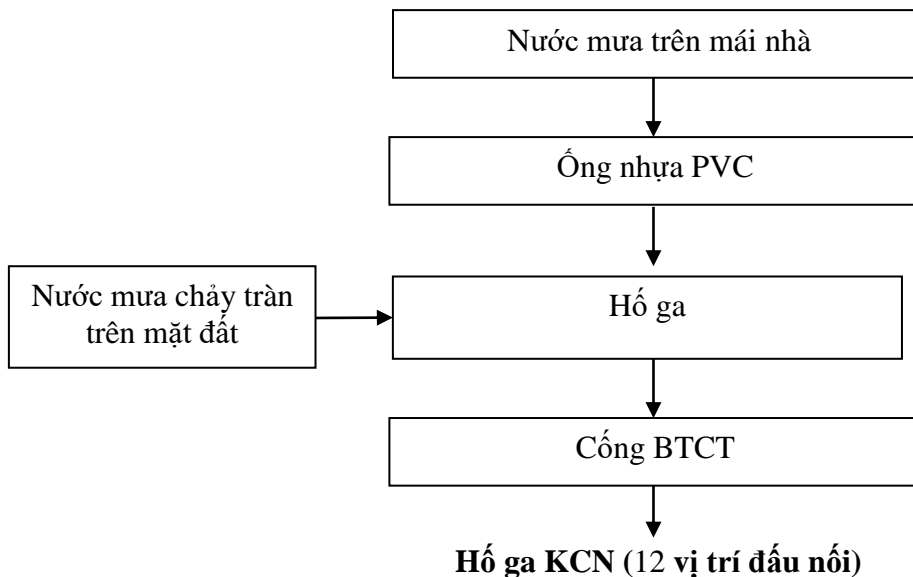 Nước mưa trên mái nhà
Ống nhựa PVC
Nước mưa chảy tràn
trên mặt đất
Hố ga
Cống BTCT
Hố ga KCN (12 vị trí đấu nối)